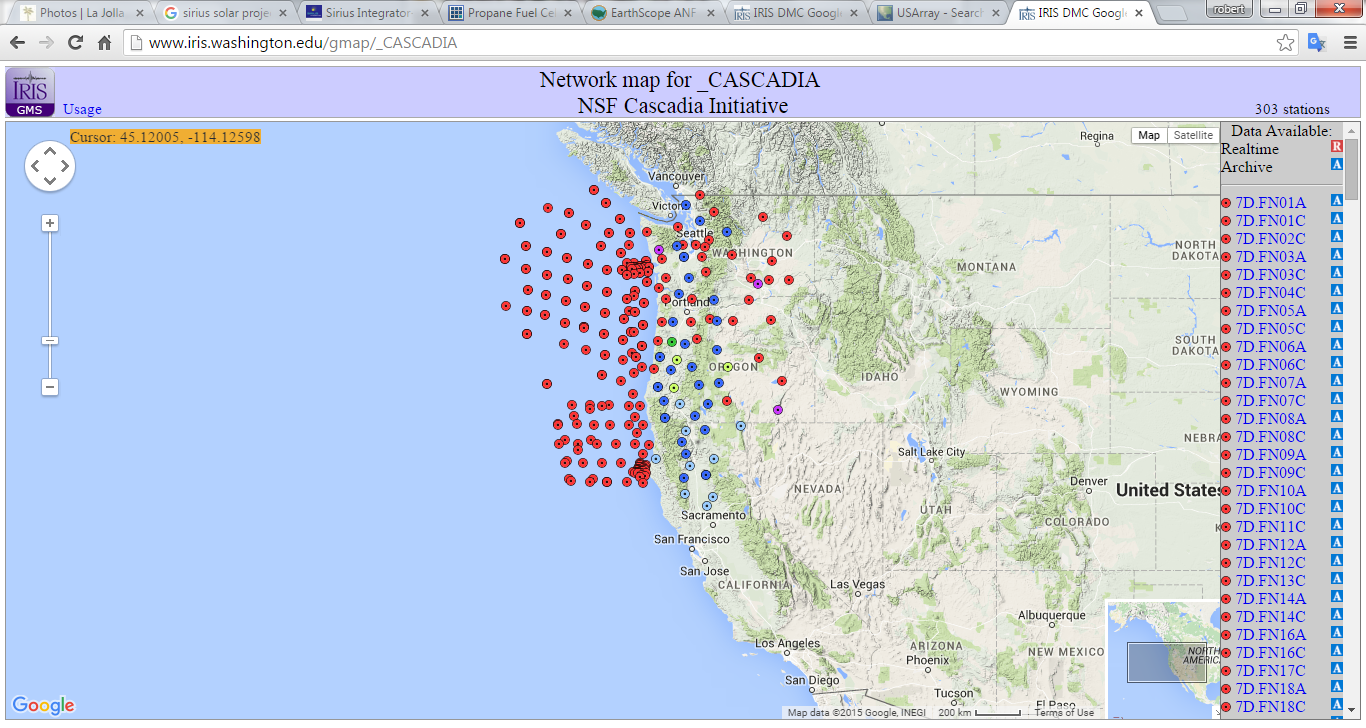 Photos | La Jolla
sirius solar proje
Sirius Integrator
Propane Fuel Ce
EarthScope ANF
IRIS DMC Googl
USArray - Search
IRIS DMC Googl
robert
www.iris.washington.edu/gmap/_CASCADIA
IRIS
GMS
Usage
Network map for _CASCADIA
NSF Cascadia Initiative
303 stations
Cursor: 45.12005, -114.12598
Map
Satellite
Regina
Vancouver
Victori
Seattle
WASHINGTON
MONTANA
NORTH
DAKOTA
Portland
OREGON
IDAHO
SOUTH
DAKOTA
WYOMING
NEBRA
Salt Lake City
NEVADA
UTAH
Denver
United States
COLORADO
Sacramento
San Francisco
San Jose
CALIFORNIA
Las Vegas
Albuquerque
Los Angeles
ARIZONA
NEW MEXICO
Phoenix
San Diego
Tucson
El Paso
NORTH
AMERICA
Google
Map data ©2015 Google, INEGI
200 km
Terms of Use
Data Available:
Realtime R
Archive A
7D.FN01A A
7D.FN01C A
7D.FN02C A
7D.FN03A A
7D.FN03C A
7D.FN04C A
7D.FN05A A
7D.FN05C A
7D.FN06A A
7D.FN06C A
7D.FN07A A
7D.FN07C A
7D.FN08A A
7D.FN08C A
7D.FN09A A
7D.FN09C A
7D.FN10A A
7D.FN10C A
7D.FN11C A
7D.FN12A A
7D.FN12C A
7D.FN13C A
7D.FN14A A
7D.FN14C A
7D.FN16A A
7D.FN16C A
7D.FN17C A
7D.FN18A A
7D.FN18C A